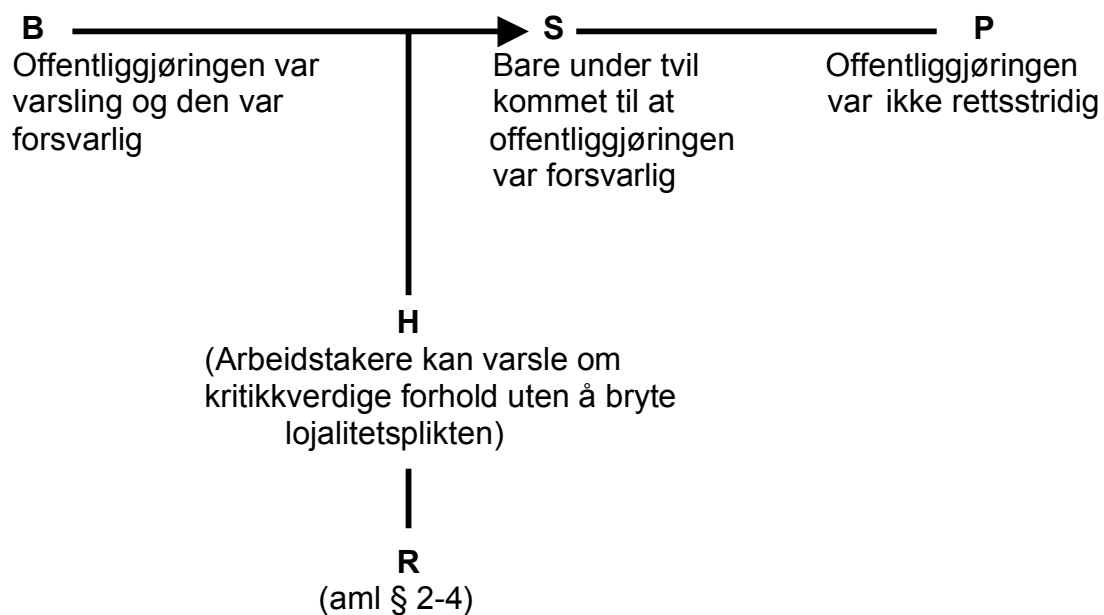 B S P
Offentliggjøringen var
varsling og den var
forsvarlig
Bare under tvil
kommet til at
offentliggjøringen
var forsvarlig
Offentliggjøringen
var ikke rettsstridig
H
(Arbeidstakere kan varsle om
kritikkverdige forhold uten å bryte
lojalitetsplikten)
R
(aml § 2-4)